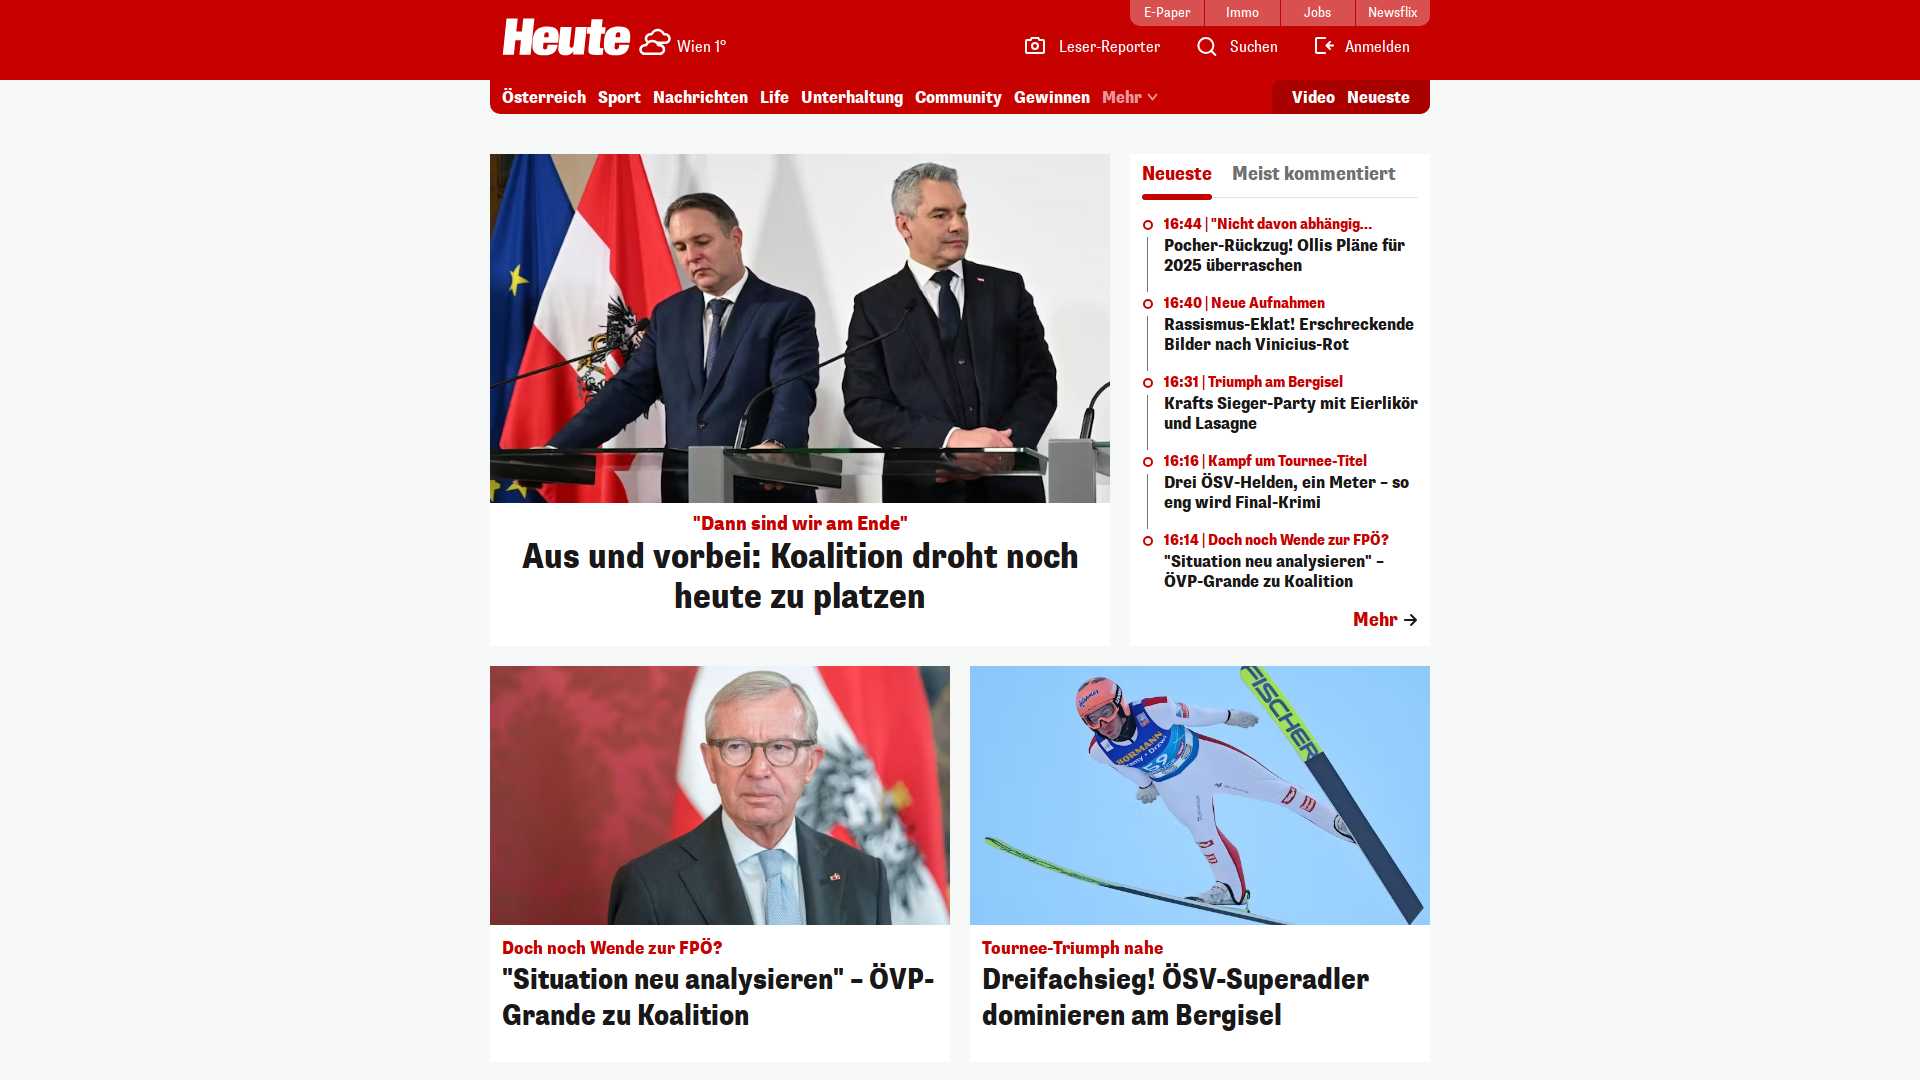 E-Paper
Immo
Jobs
Newsflix
Heute
Wien 1°
Leser-Reporter
Suchen
Anmelden
Österreich Sport Nachrichten Life Unterhaltung Community Gewinnen Mehr
Video Neueste
"Dann sind wir am Ende"
Aus und vorbei: Koalition droht noch
heute zu platzen
Neueste
Meist kommentiert
16:44 | "Nicht davon abhängig...
Pocher-Rückzug! Ollis Pläne für
2025 überraschen
16:40 | Neue Aufnahmen
Rassismus-Eklat! Erschreckende
Bilder nach Vinicius-Rot
16:31 | Triumph am Bergisel
Krafts Sieger-Party mit Eierlikör
und Lasagne
16:16 | Kampf um Tournee-Titel
Drei ÖSV-Helden, ein Meter – so
eng wird Final-Krimi
16:14 | Doch noch Wende zur FPÖ?
"Situation neu analysieren" –
ÖVP-Grande zu Koalition
Mehr
Doch noch Wende zur FPÖ?
"Situation neu analysieren" – ÖVP-
Grande zu Koalition
FISCHER
Tournee-Triumph nahe
Dreifachsieg! ÖSV-Superadler
dominieren am Bergisel